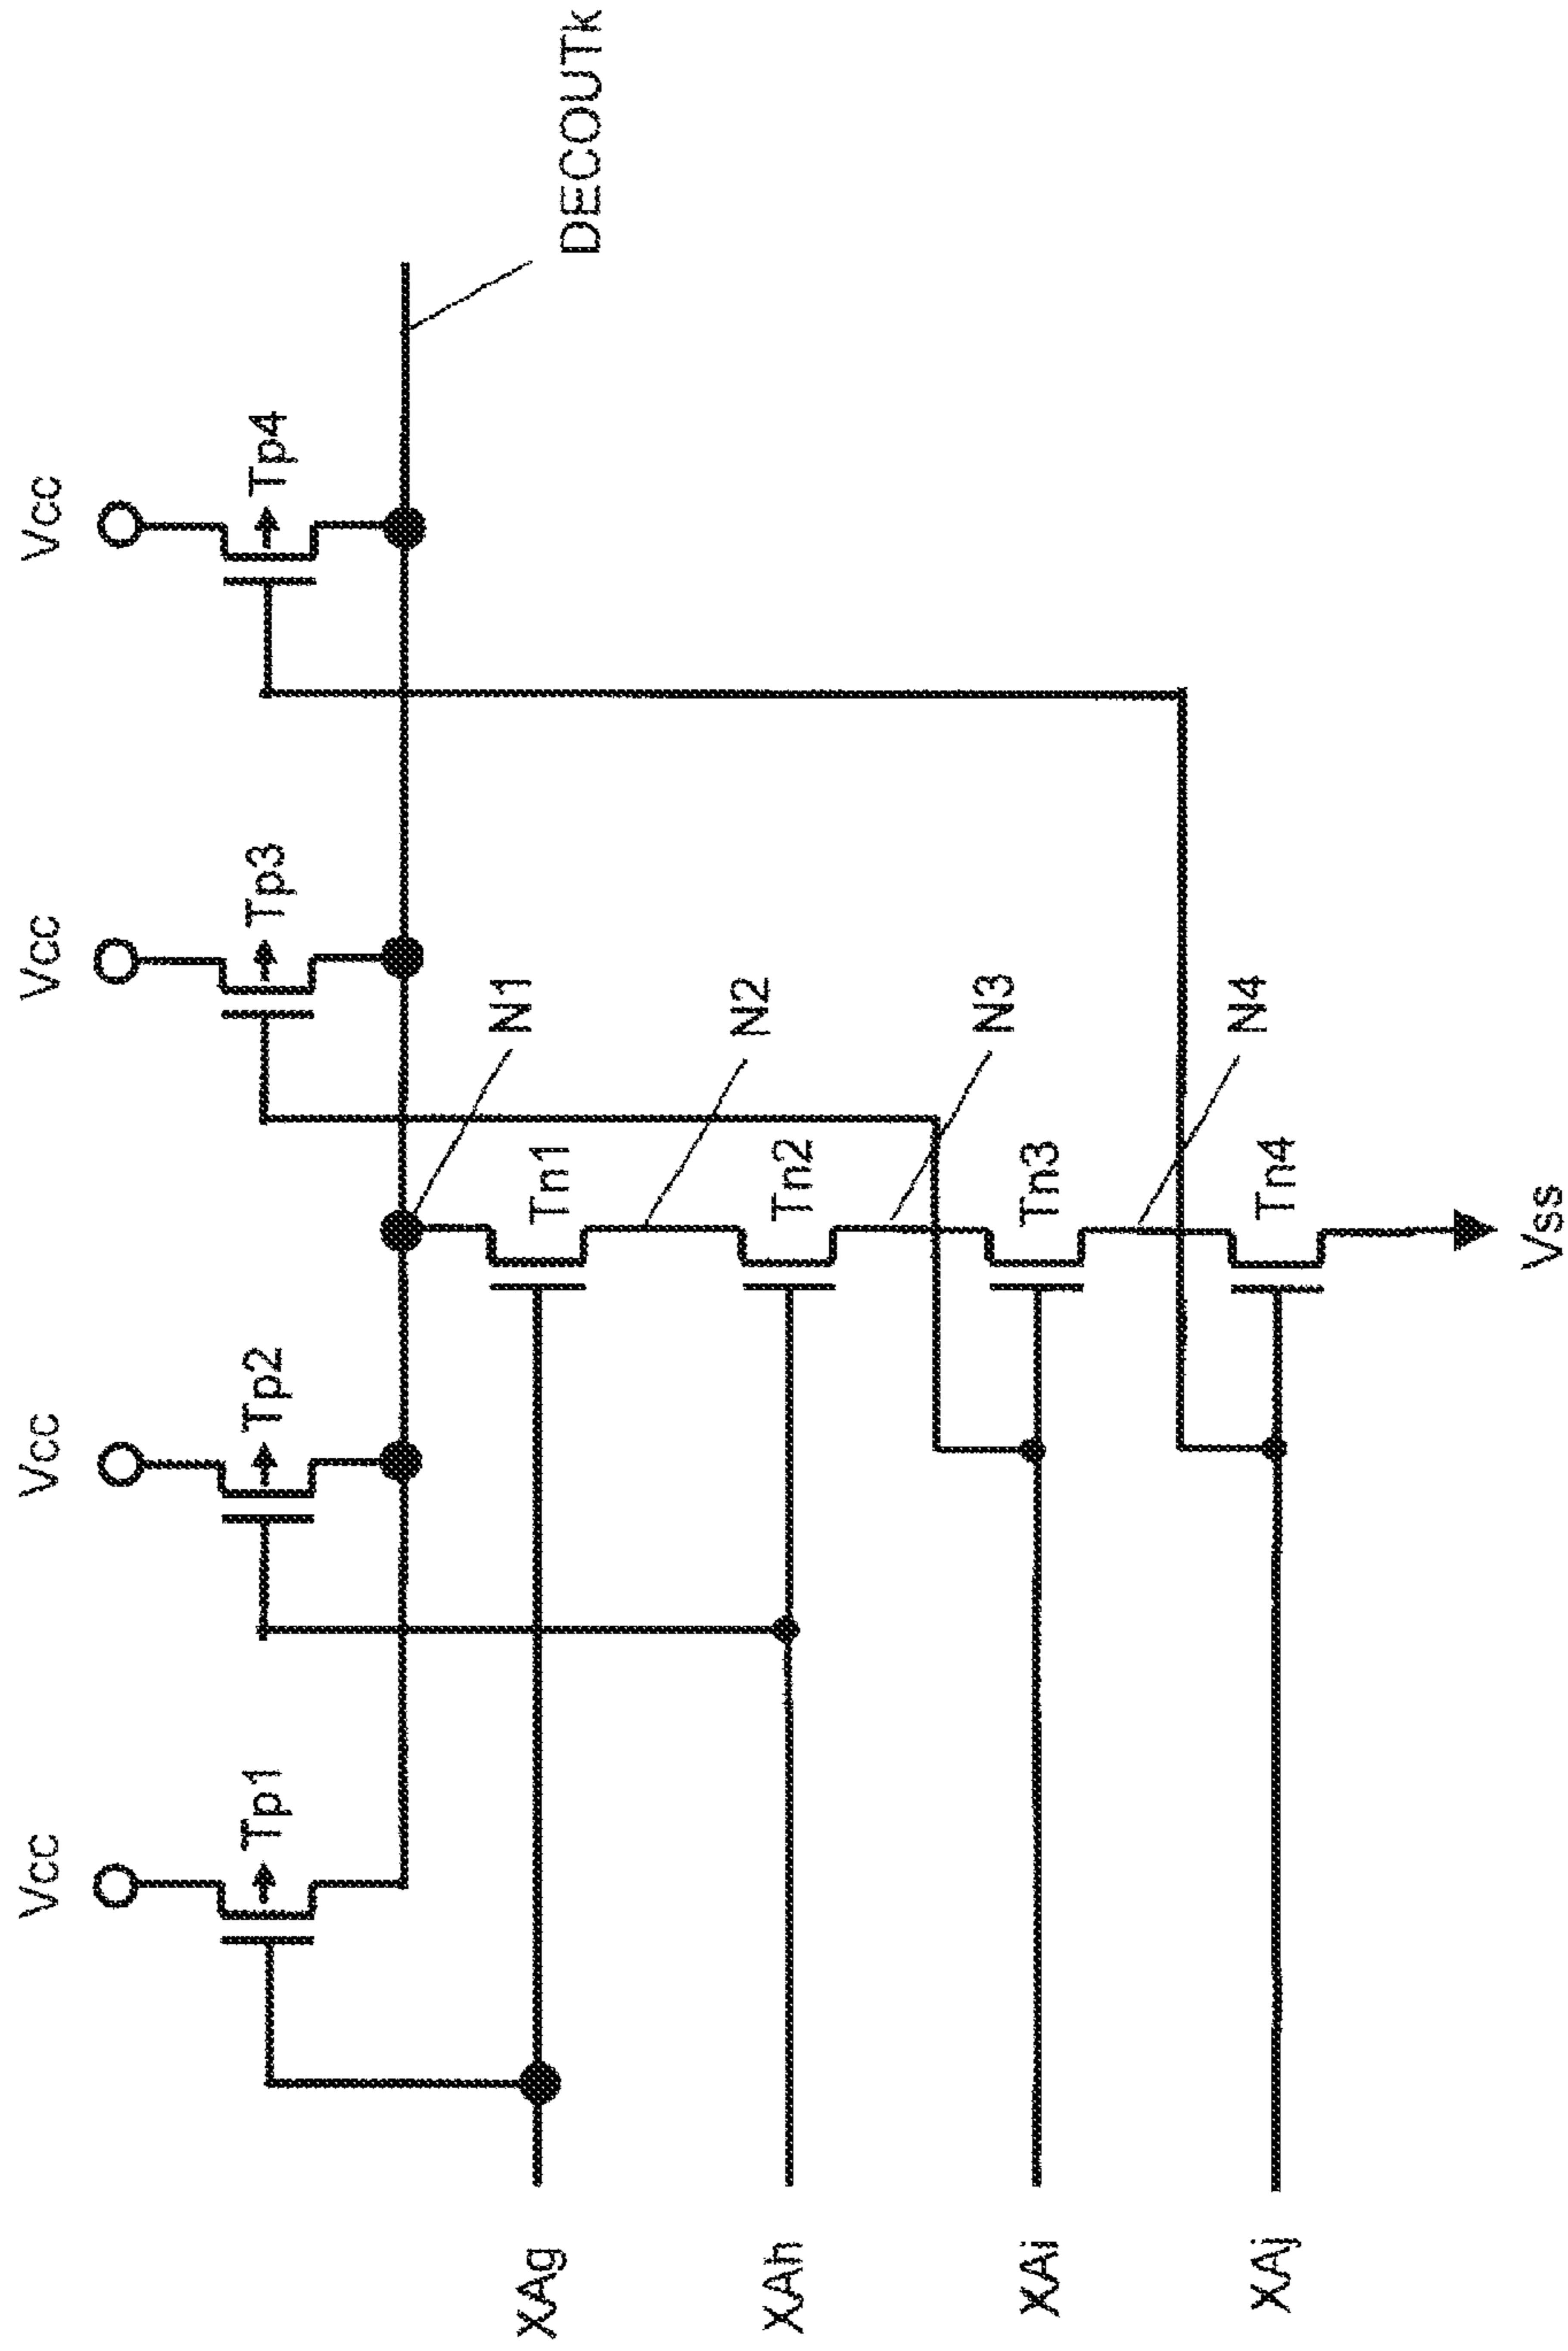 Vcc
Vcc
Vcc
Vcc
Tp1
Tp2
Tp3
Tp4
DECOUTk
N1
XAg
Tn1
N2
XAh
Tn2
N3
XAi
Tn3
N4
XAj
Tn4
Vss